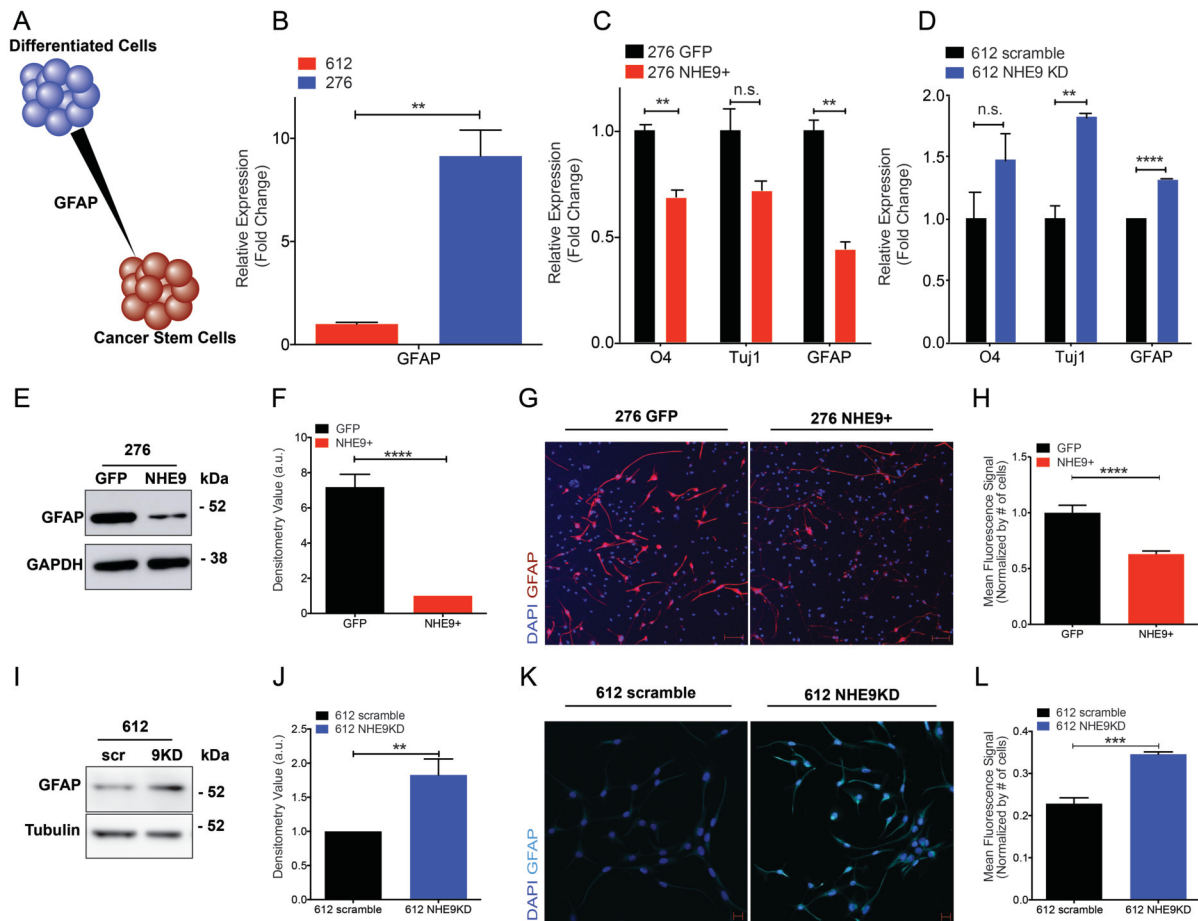 A
Differentiated Cells
GFAP
Cancer Stem Cells
B
612
276
**
Relative Expression
(Fold Change)
10
5
0
GFAP
C
276 GFP
276 NHE9+
**
n.s.
**
Relative Expression
(Fold Change)
1.0
0.5
0.0
O4
Tuj1
GFAP
D
612 scramble
612 NHE9 KD
n.s.
**
****
Relative Expression
(Fold Change)
2.0
1.5
1.0
0.5
0.0
O4
Tuj1
GFAP
E
276
GFP NHE9 kDa
GFAP
- 52
GAPDH
- 38
F
GFP
NHE9+
****
Densitometry Value (a.u.)
10
8
6
4
2
0
GFP
NHE9+
G
276 GFP
276 NHE9+
DAPI GFAP
H
GFP
NHE9+
****
Mean Fluorescence Signal
(Normalized by # of cells)
1.5
1.0
0.5
0.0
GFP
NHE9+
I
612
scr 9KD kDa
GFAP
- 52
Tubulin
- 52
J
612 scramble
612 NHE9KD
**
Densitometry Value (a.u.)
2.5
2.0
1.5
1.0
0.5
0.0
612 scramble 612 NHE9KD
K
612 scramble
612 NHE9KD
DAPI GFAP
L
612 scramble
612 NHE9KD
***
Mean Fluorescence Signal
(Normalized by # of cells)
0.4
0.3
0.2
0.0
612 scramble 612 NHE9KD